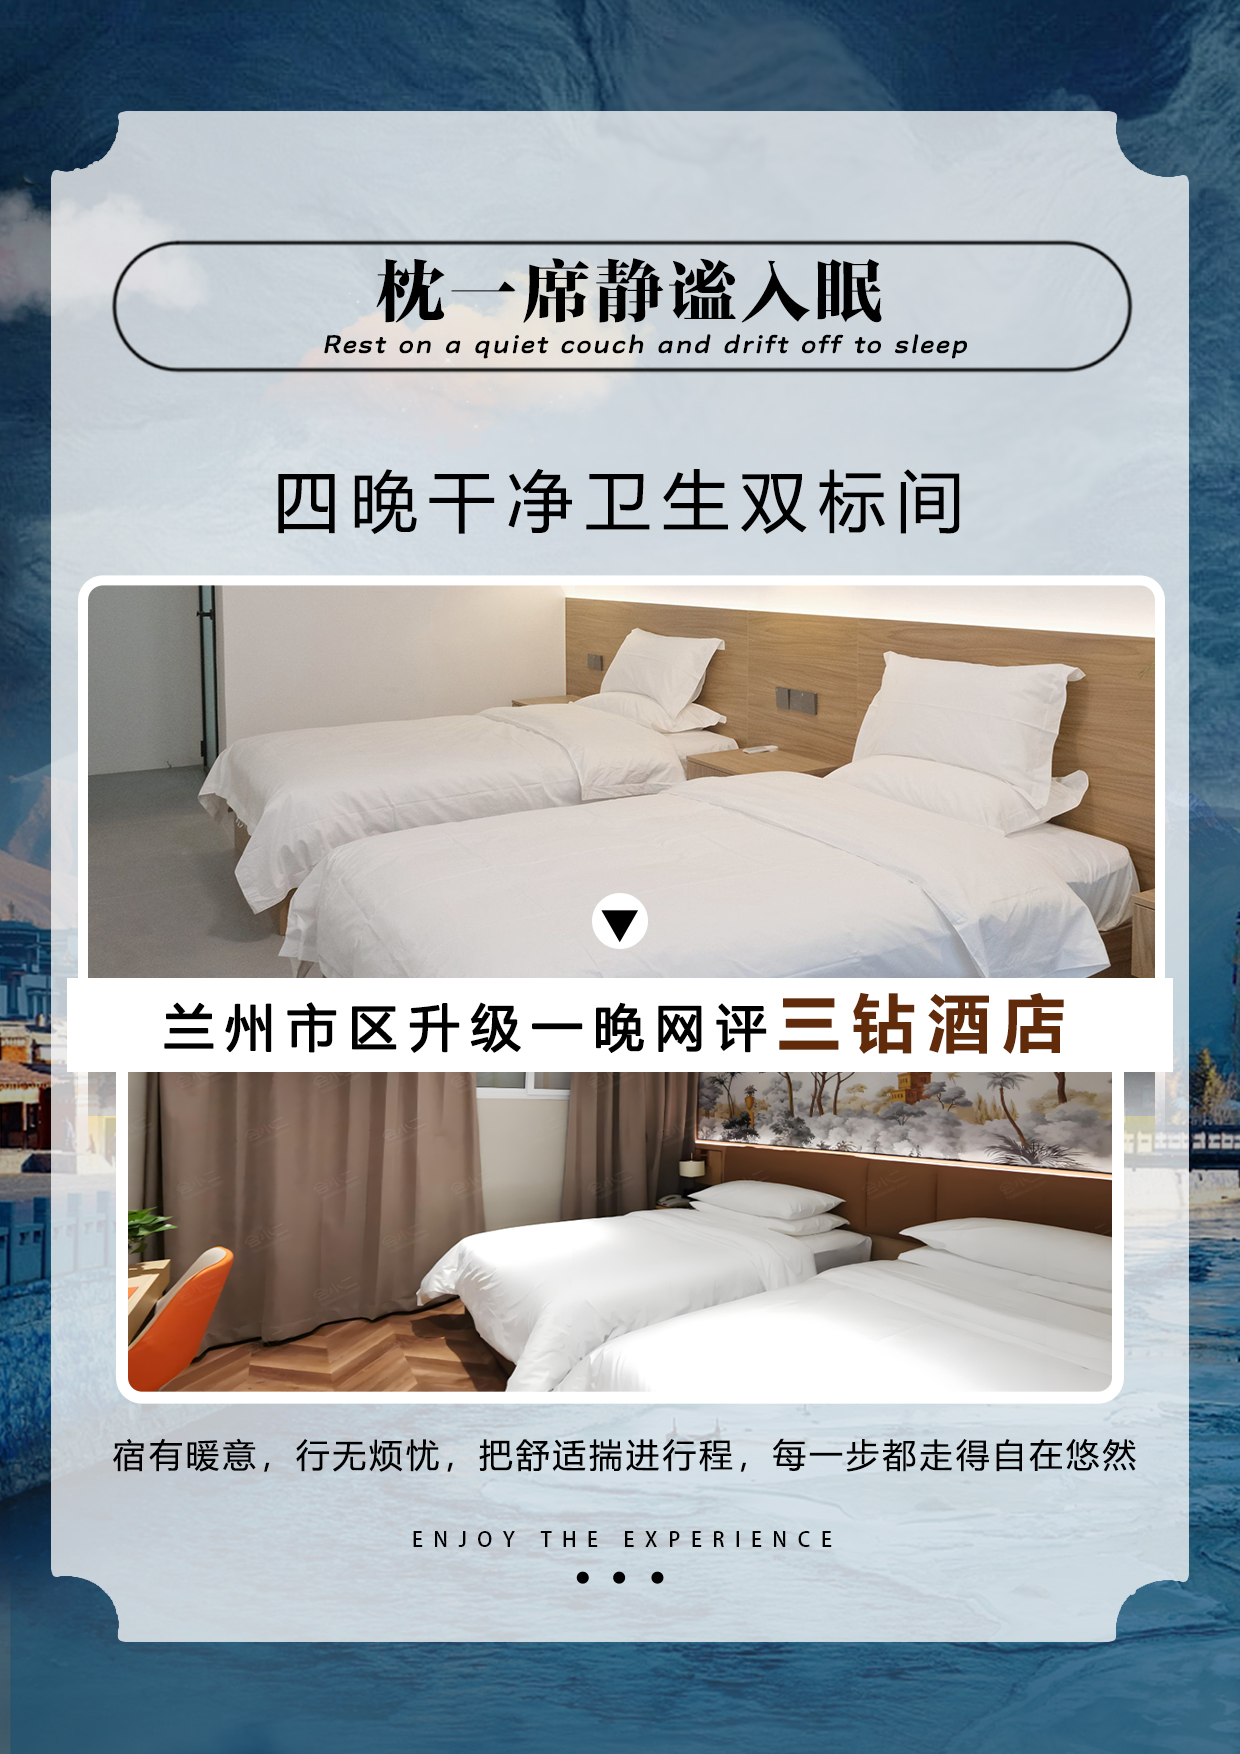 枕一席静谧入眠
Rest on a quiet couch and drift off to sleep
四晚干净卫生双标间
兰州市区升级一晚网评三钻酒店
宿有暖意，行无烦忧，把舒适揣进行程，每一步都走得自在悠然
ENJOY THE EXPERIENCE